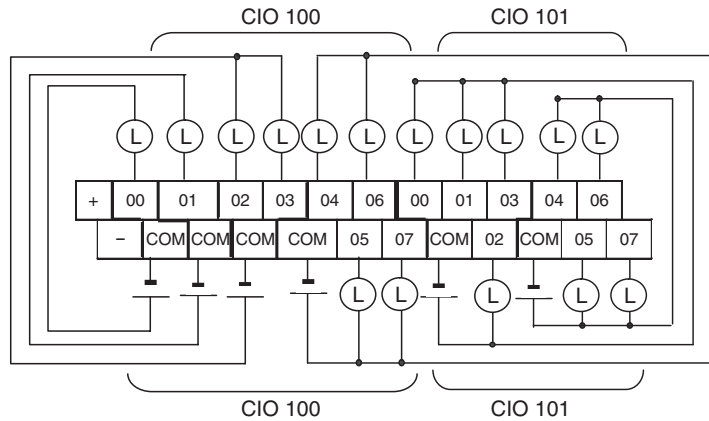 CIO 100 CIO 101
L L L L L L L L L L L
+ 00 01 02 03 04 06 00 01 03 04 06
− COM COM COM COM 05 07 COM 02 COM 05 07
L L L L L
CIO 100 CIO 101